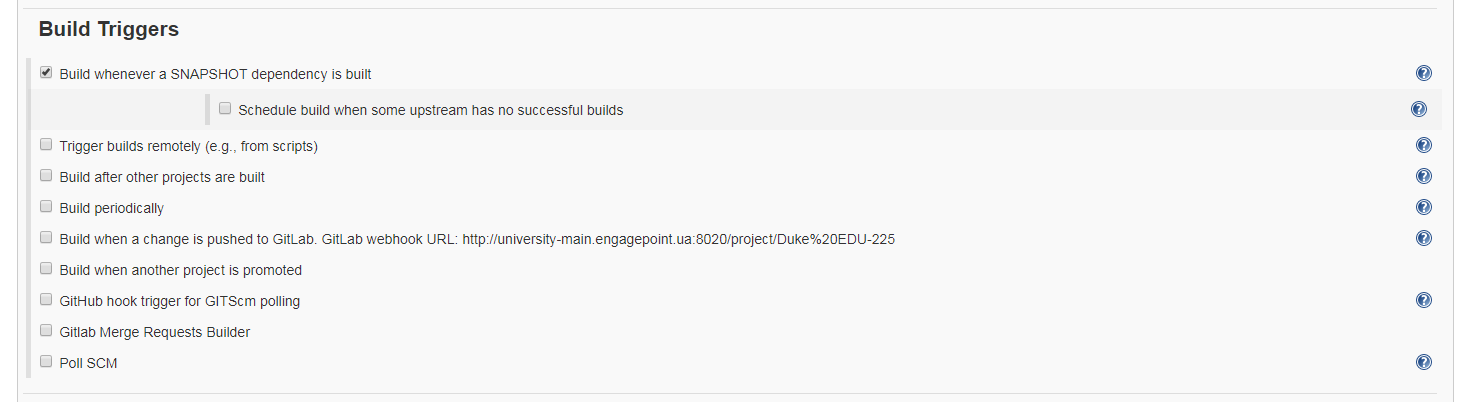 Build Triggers
Build whenever a SNAPSHOT dependency is built
Schedule build when some upstream has no successful builds
Trigger builds remotely (e.g., from scripts)
Build after other projects are built
Build periodically
Build when a change is pushed to GitLab. GitLab webhook URL: http://university-main.engagepoint.ua:8020/project/Duke%20EDU-225
Build when another project is promoted
GitHub hook trigger for GITScm polling
Gitlab Merge Requests Builder
Poll SCM